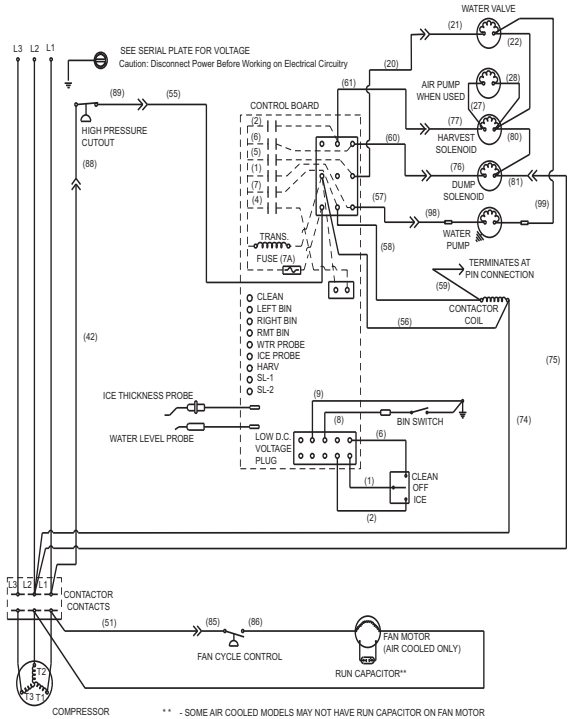 WATER VALVE
L3 L2 L1
(21)
(22)
SEE SERIAL PLATE FOR VOLTAGE
Caution: Disconnect Power Before Working on Electrical Circuitry
(20)
(89)
(55)
(61)
AIR PUMP
WHEN USED
(28)
(27)
CONTROL BOARD
HIGH PRESSURE
CUTOUT
(2)
(6)
(5)
(1)
(7)
(4)
(77)
HARVEST
SOLENOID
(80)
(60)
(88)
(76)
DUMP
SOLENOID
(81)
(57)
(98)
(99)
WATER
PUMP
TRANS.
FUSE (7A)
(58)
TERMINATES AT
PIN CONNECTION
(59)
CONTACTOR
COIL
(56)
CLEAN
LEFT BIN
RIGHT BIN
RMT BIN
WTR PROBE
ICE PROBE
HARV
SL-1
SL-2
(42)
(75)
(74)
ICE THICKNESS PROBE
WATER LEVEL PROBE
(9)
(8)
BIN SWITCH
LOW D.C.
VOLTAGE
PLUG
(6)
(1)
(2)
CLEAN
OFF
ICE
L3 L2 L1
CONTACTOR
CONTACTS
(51)
(85)
(86)
FAN CYCLE CONTROL
FAN MOTOR
(AIR COOLED ONLY)
RUN CAPACITOR**
T2
T3 T1
COMPRESSOR
* * - SOME AIR COOLED MODELS MAY NOT HAVE RUN CAPACITOR ON FAN MOTOR